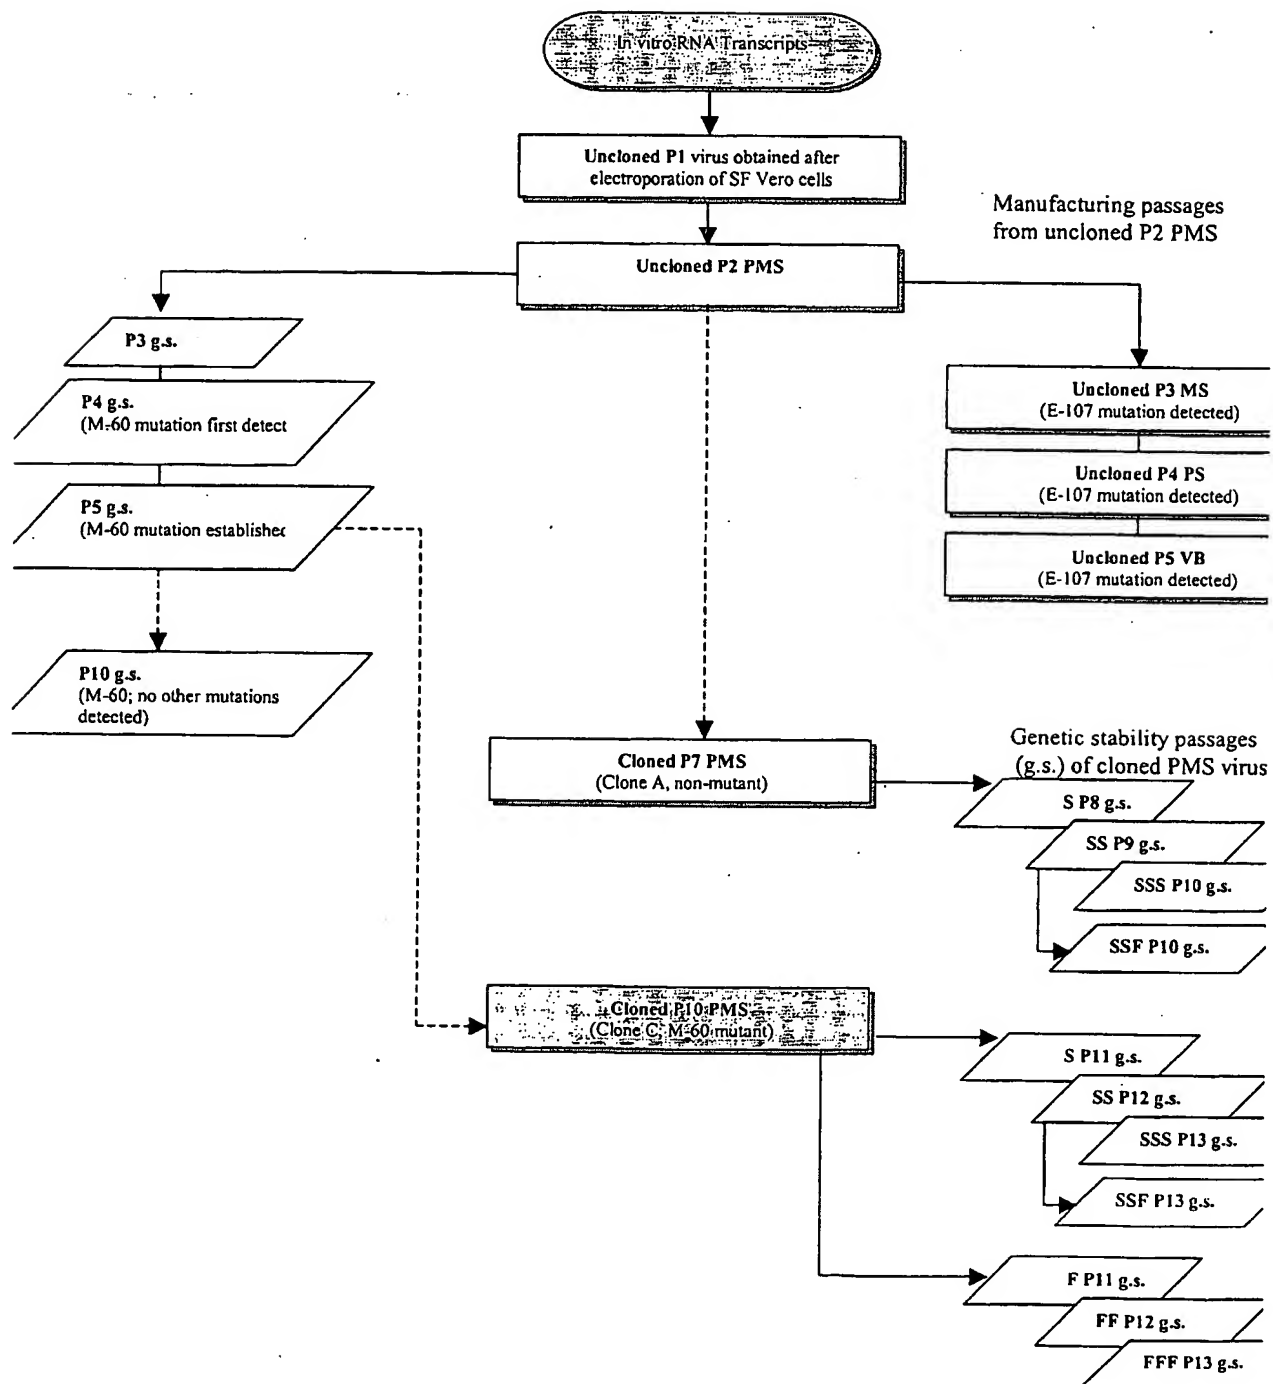 In vitro RNA Transcripts
Uncloned P1 virus obtained after
electroporation of SF Vero cells
Manufacturing passages
from uncloned P2 PMS
Uncloned P2 PMS
P3 g.s.
P4 g.s.
(M-60 mutation first detect
P5 g.s.
(M-60 mutation established
P10 g.s.
(M-60; no other mutations
detected)
Uncloned P3 MS
(E-107 mutation detected)
Uncloned P4 PS
(E-107 mutation detected)
Uncloned P5 VB
(E-107 mutation detected)
Cloned P7 PMS
(Clone A, non-mutant)
Genetic stability passages
(g.s.) of cloned PMS virus
S P8 g.s.
SS P9 g.s.
SSS P10 g.s.
SSF P10 g.s.
Cloned P10 PMS
(Clone C, M-60 mutant)
S P11 g.s.
SS P12 g.s.
SSS P13 g.s.
SSF P13 g.s.
F P11 g.s.
FF P12 g.s.
FFF P13 g.s.